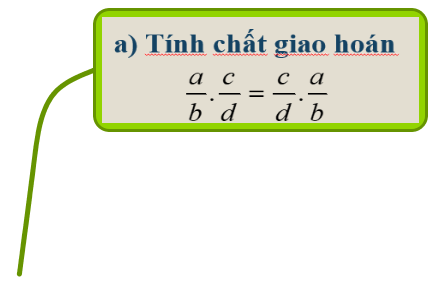 a) Tính chất giao hoán
a/b . c/d = c/d . a/b